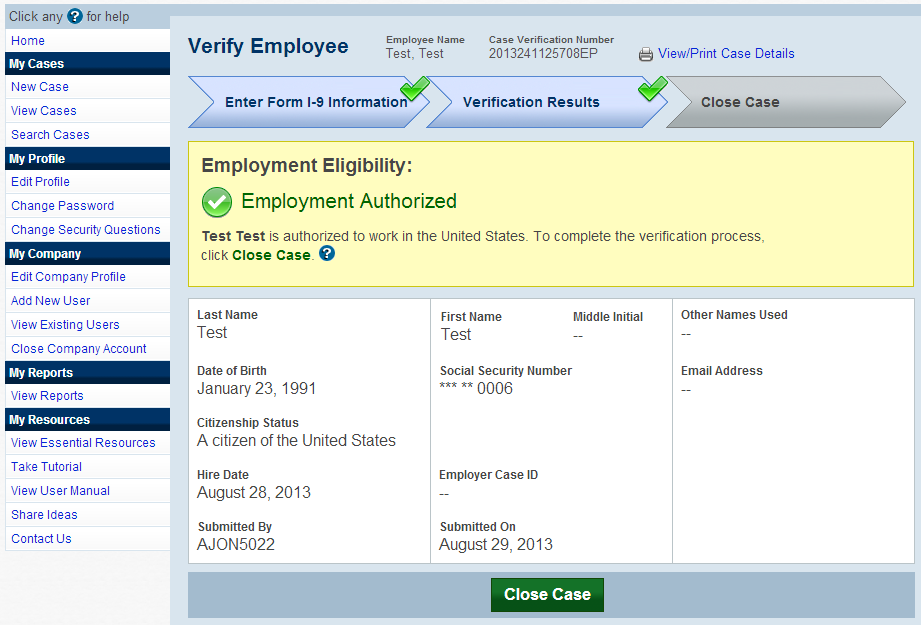 Click any ? for help
Home
My Cases
New Case
View Cases
Search Cases
My Profile
Edit Profile
Change Password
Change Security Questions
My Company
Edit Company Profile
Add New User
View Existing Users
Close Company Account
My Reports
View Reports
My Resources
View Essential Resources
Take Tutorial
View User Manual
Share Ideas
Contact Us
Verify Employee
Employee Name
Test, Test
Case Verification Number
2013241125708EP
View/Print Case Details
Enter Form I-9 Information
Verification Results
Close Case
Employment Eligibility:
Employment Authorized
Test Test is authorized to work in the United States. To complete the verification process,
click Close Case. ?
Last Name
Test
First Name
Test
Middle Initial
--
Other Names Used
--
Date of Birth
January 23, 1991
Social Security Number
*** ** 0006
Email Address
--
Citizenship Status
A citizen of the United States
Hire Date
August 28, 2013
Employer Case ID
--
Submitted By
AJON5022
Submitted On
August 29, 2013
Close Case